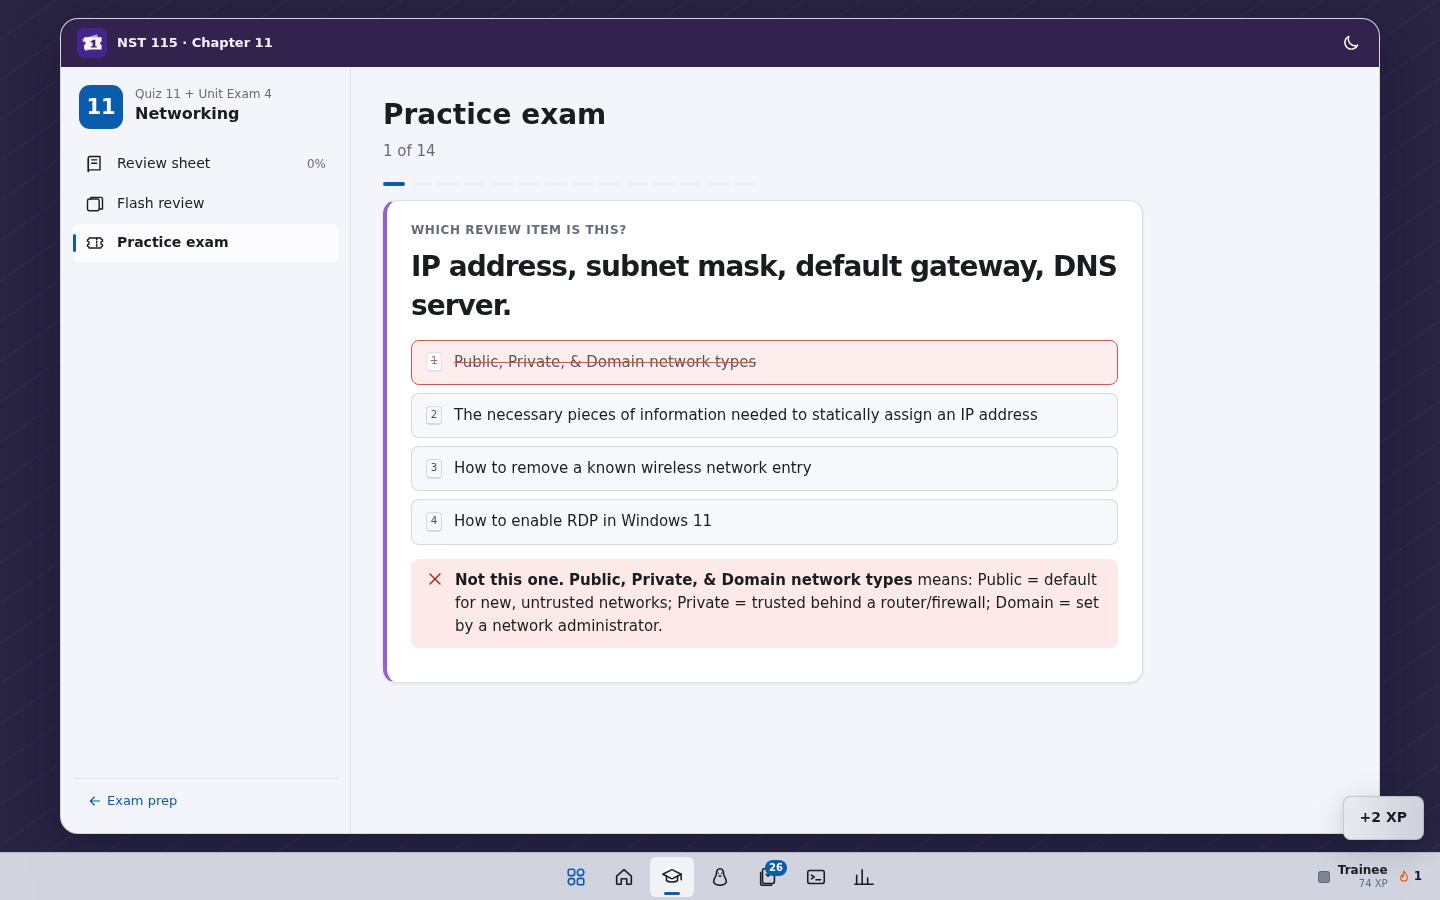 1
NST 115 · Chapter 11
11
Quiz 11 + Unit Exam 4
Networking
Review sheet
0%
Flash review
Practice exam
Exam prep
Practice exam
1 of 14
WHICH REVIEW ITEM IS THIS?
IP address, subnet mask, default gateway, DNS
server.
1 Public, Private, & Domain network types
2 The necessary pieces of information needed to statically assign an IP address
3 How to remove a known wireless network entry
4 How to enable RDP in Windows 11
Not this one. Public, Private, & Domain network types means: Public = default
for new, untrusted networks; Private = trusted behind a router/firewall; Domain = set
by a network administrator.
+2 XP
26
Trainee
74 XP
1